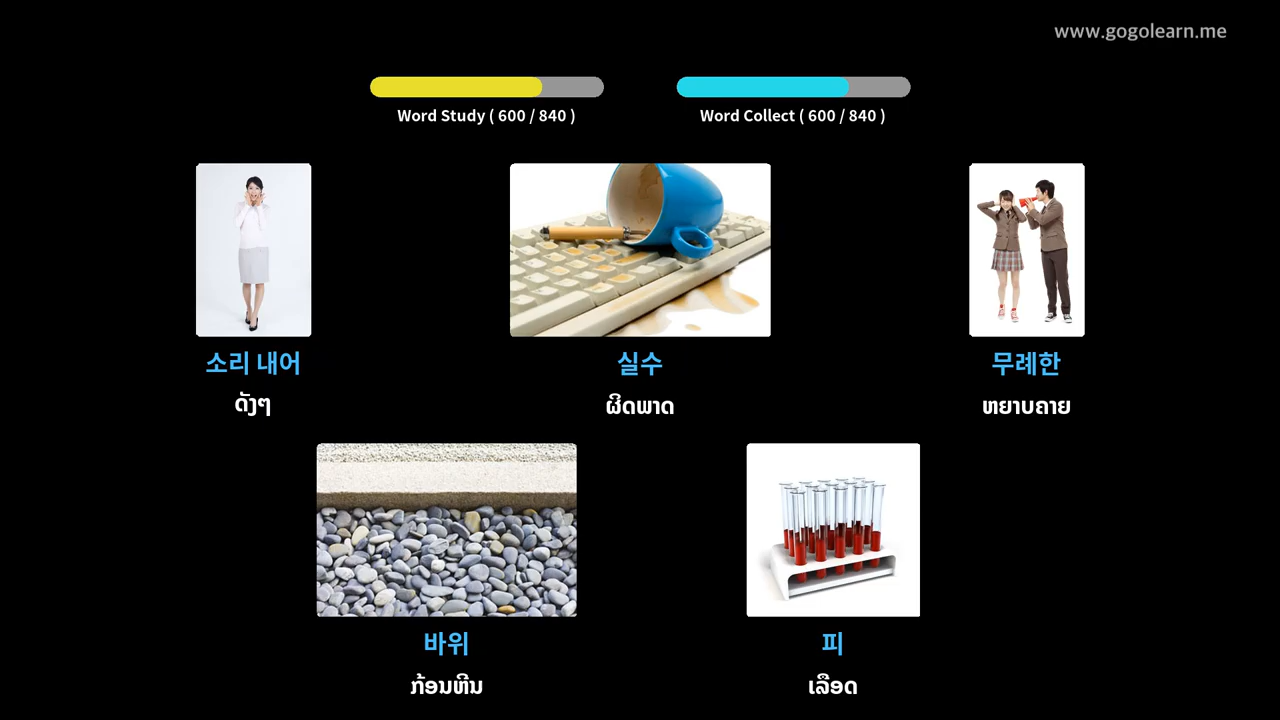 www.gogolearn.me
Word Study ( 600 / 840 )
Word Collect ( 600 / 840 )
소리 내어
ດັງໆ
실수
ຜິດພາດ
무례한
ຫຍາບຄາຍ
바위
ກ້ອນຫີນ
피
ເລືອດ